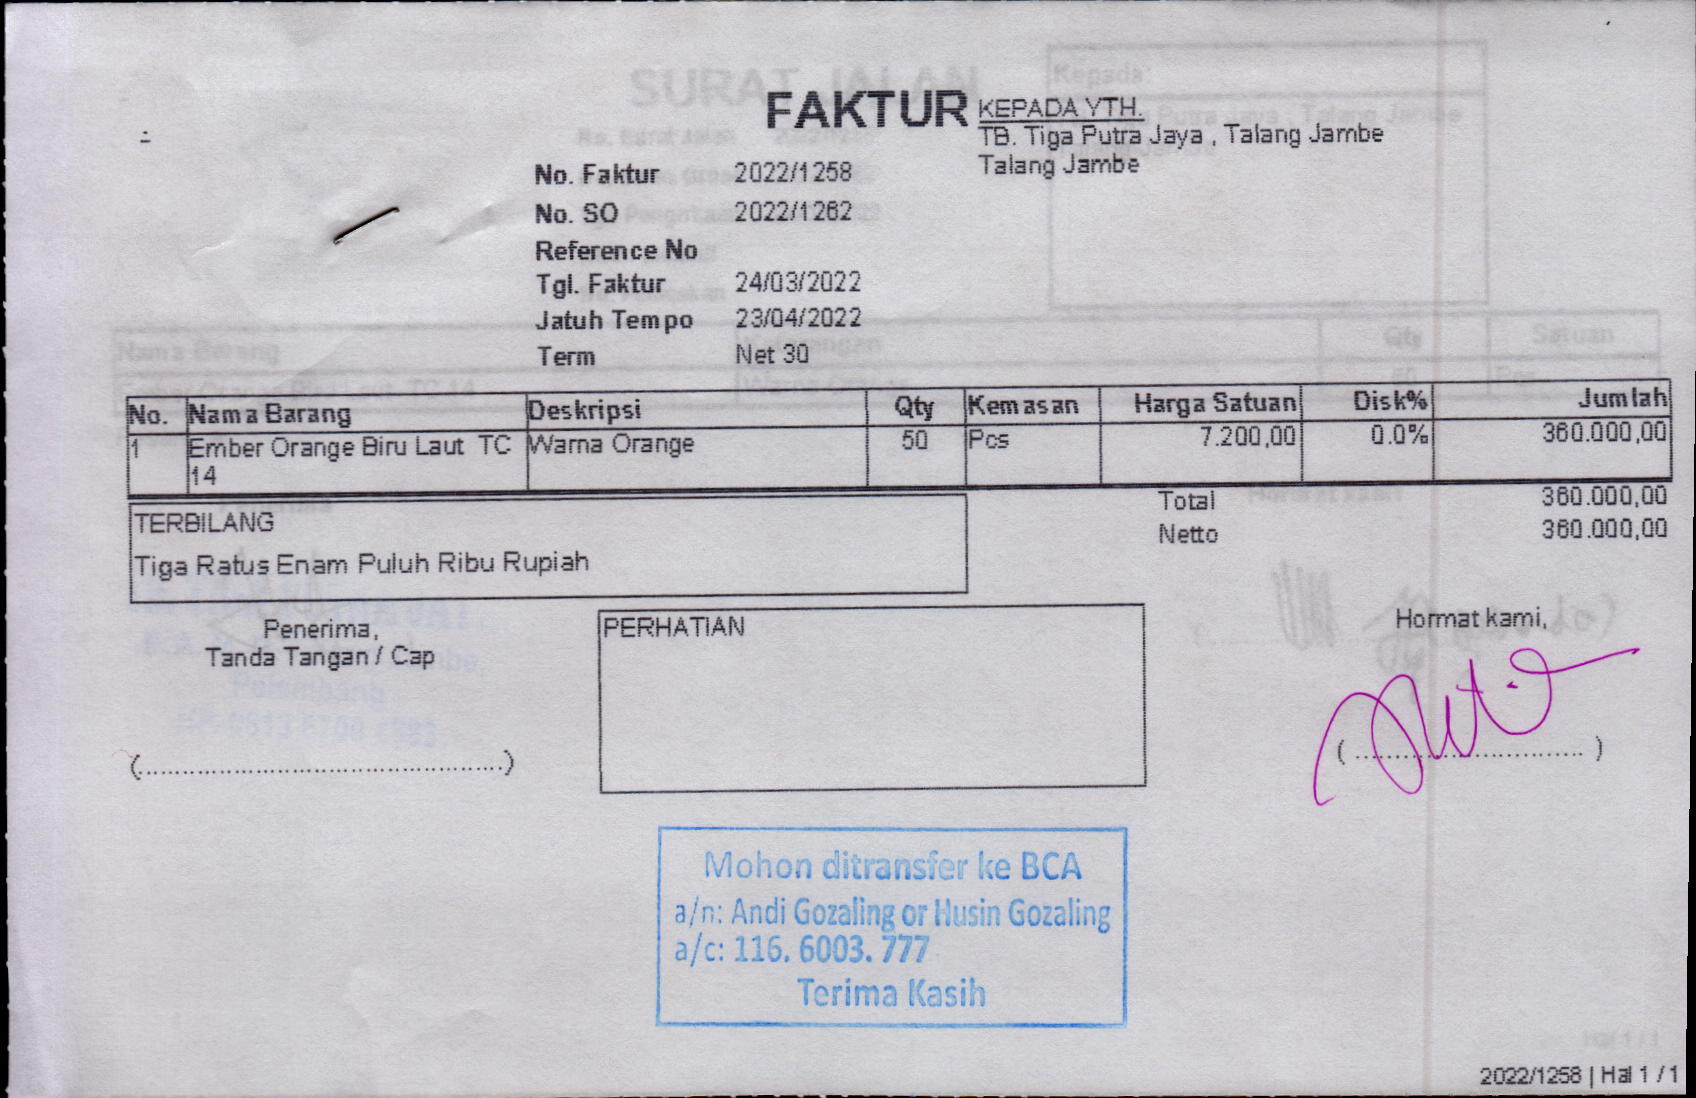 FAKTUR
KEPADA YTH.
TB. Tiga Putra Jaya , Talang Jambe
Talang Jambe
No. Faktur 2022/1258
No. SO 2022/1262
Reference No
Tgl. Faktur 24/03/2022
Jatuh Tempo 23/04/2022
Term Net 30
No. Nama Barang Deskripsi Qty Kemasan Harga Satuan Disk% Jumlah
1 Ember Orange Biru Laut TC Warna Orange 50 Pcs 7.200,00 0.0% 360.000,00
14
Total 360.000,00
Netto 360.000,00
TERBILANG
Tiga Ratus Enam Puluh Ribu Rupiah
Penerima,
Tanda Tangan / Cap
PERHATIAN
Hormat kami,
(................................................)
(..............................)
Mohon ditransfer ke BCA
a/n: Andi Gozaling or Husin Gozaling
a/c: 116. 6003. 777
Terima Kasih
2022/1258 | Hal 1 / 1